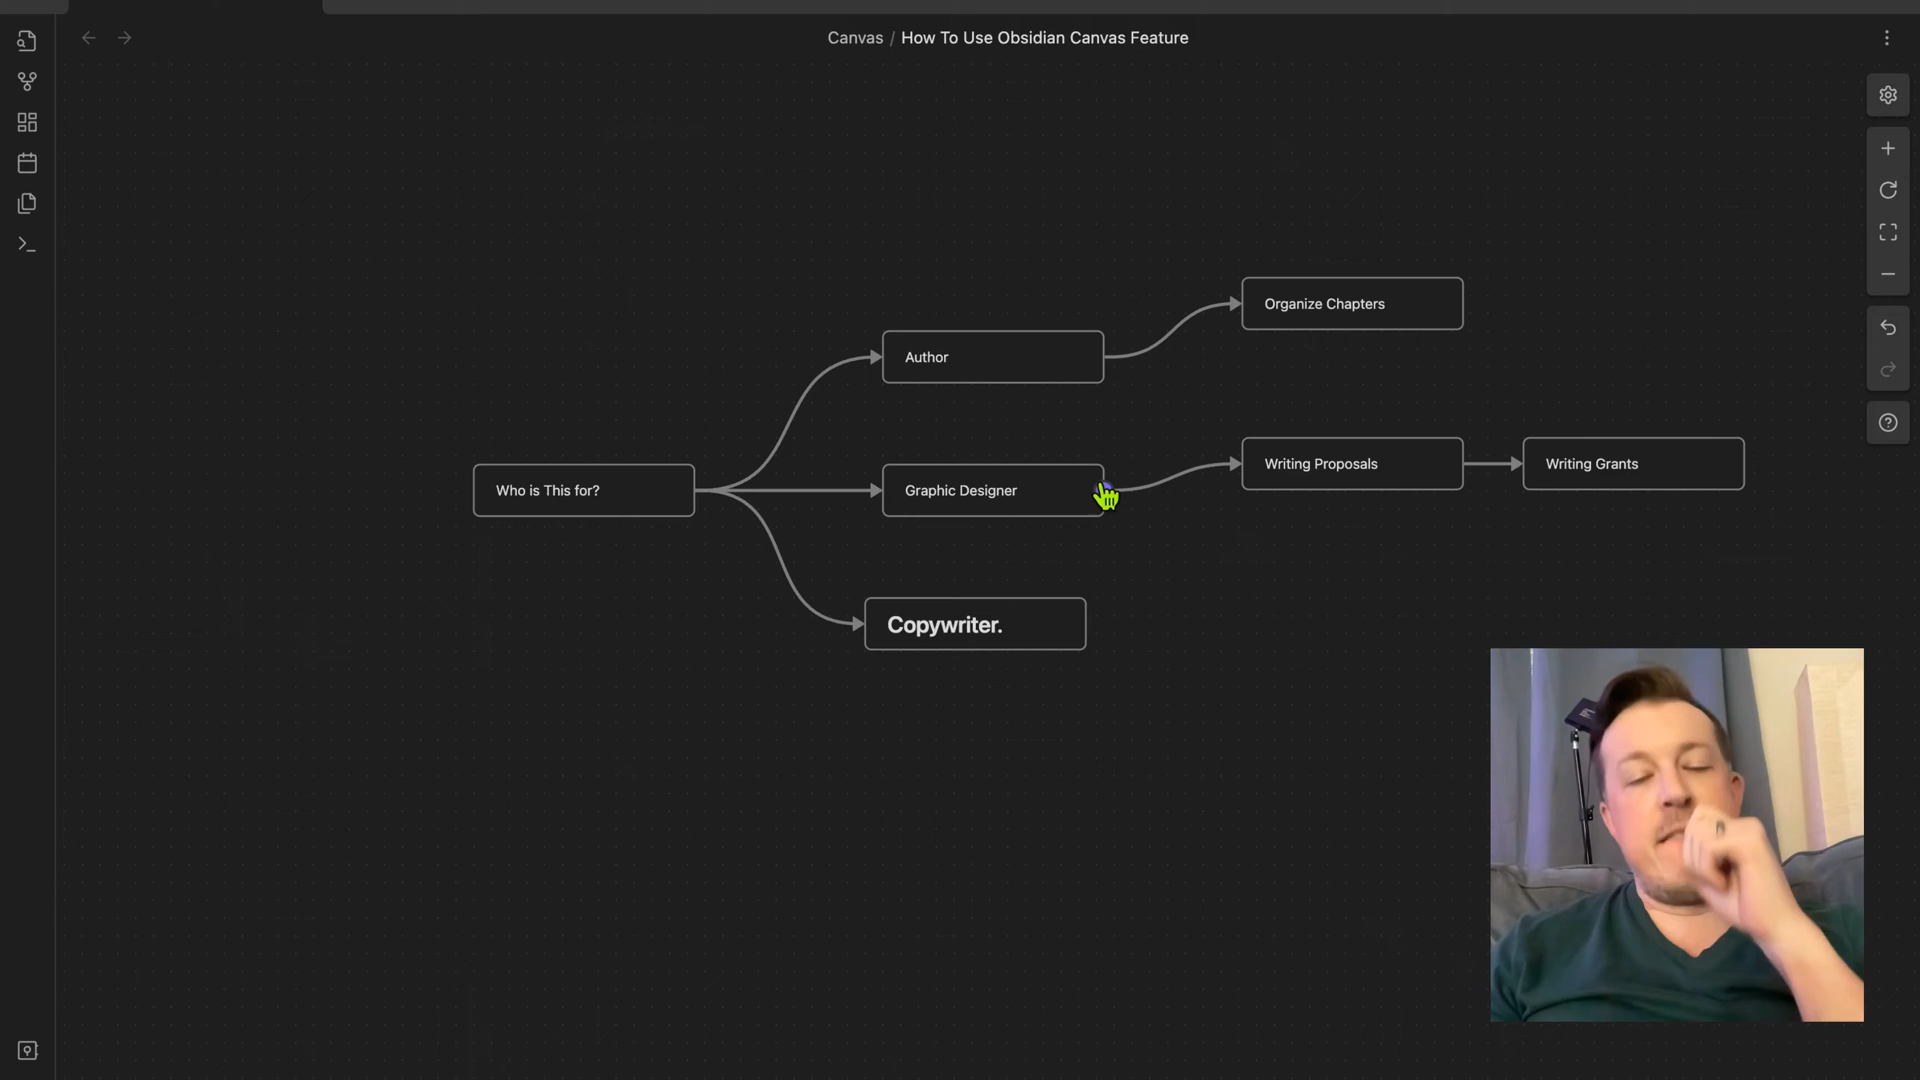 Canvas / How To Use Obsidian Canvas Feature
Organize Chapters
Author
Writing Proposals
Writing Grants
Who is This for?
Graphic Designer
Copywriter.